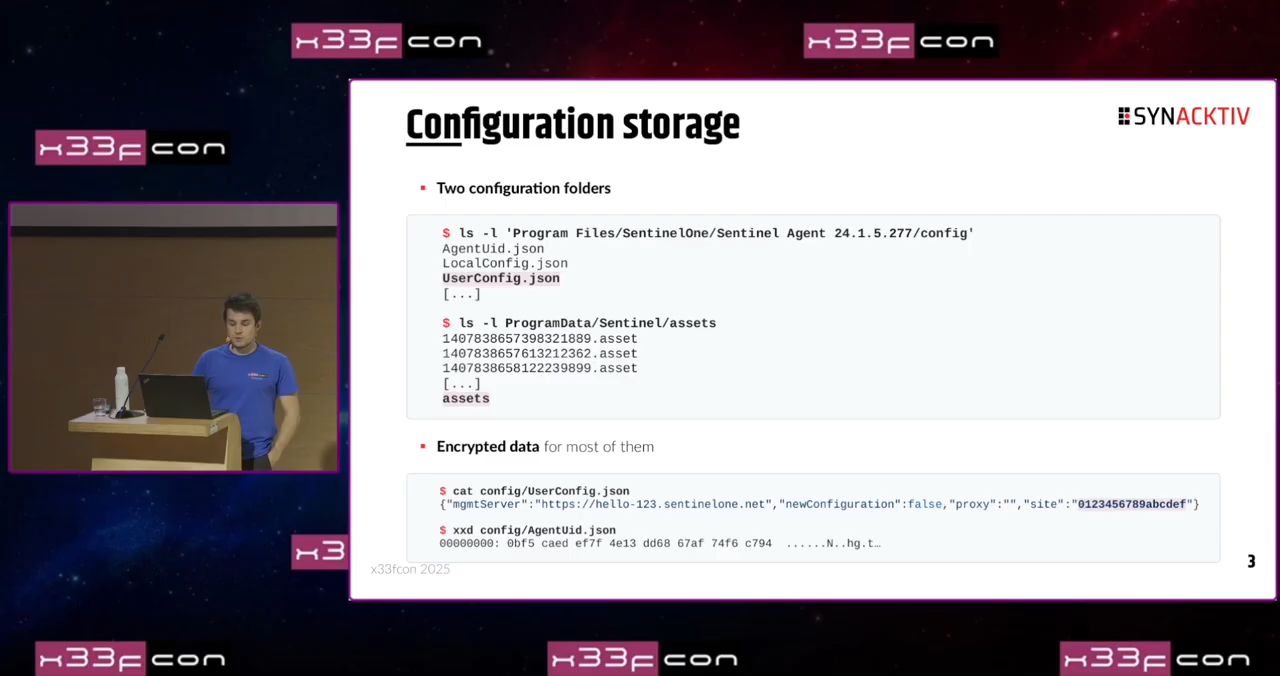 x33fcon
x33fcon
x33fcon
Configuration storage
SYNACKTIV
Two configuration folders
$ ls -l 'Program Files/SentinelOne/Sentinel Agent 24.1.5.277/config'
AgentUid.json
LocalConfig.json
UserConfig.json
[...]
$ ls -l ProgramData/Sentinel/assets
1407838657398321889.asset
1407838657613212362.asset
1407838658122239899.asset
[...]
assets
Encrypted data for most of them
$ cat config/UserConfig.json
{"mgmtServer":"https://hello-123.sentinelone.net","newConfiguration":false,"proxy":"","site":"0123456789abcdef"}
$ xxd config/AgentUid.json
00000000: 0bf5 caed ef7f 4e13 dd68 67af 74f6 c794 ......N..hg.t…
x3
x33fcon 2025
3
x33fcon
x33fcon
x33fcon